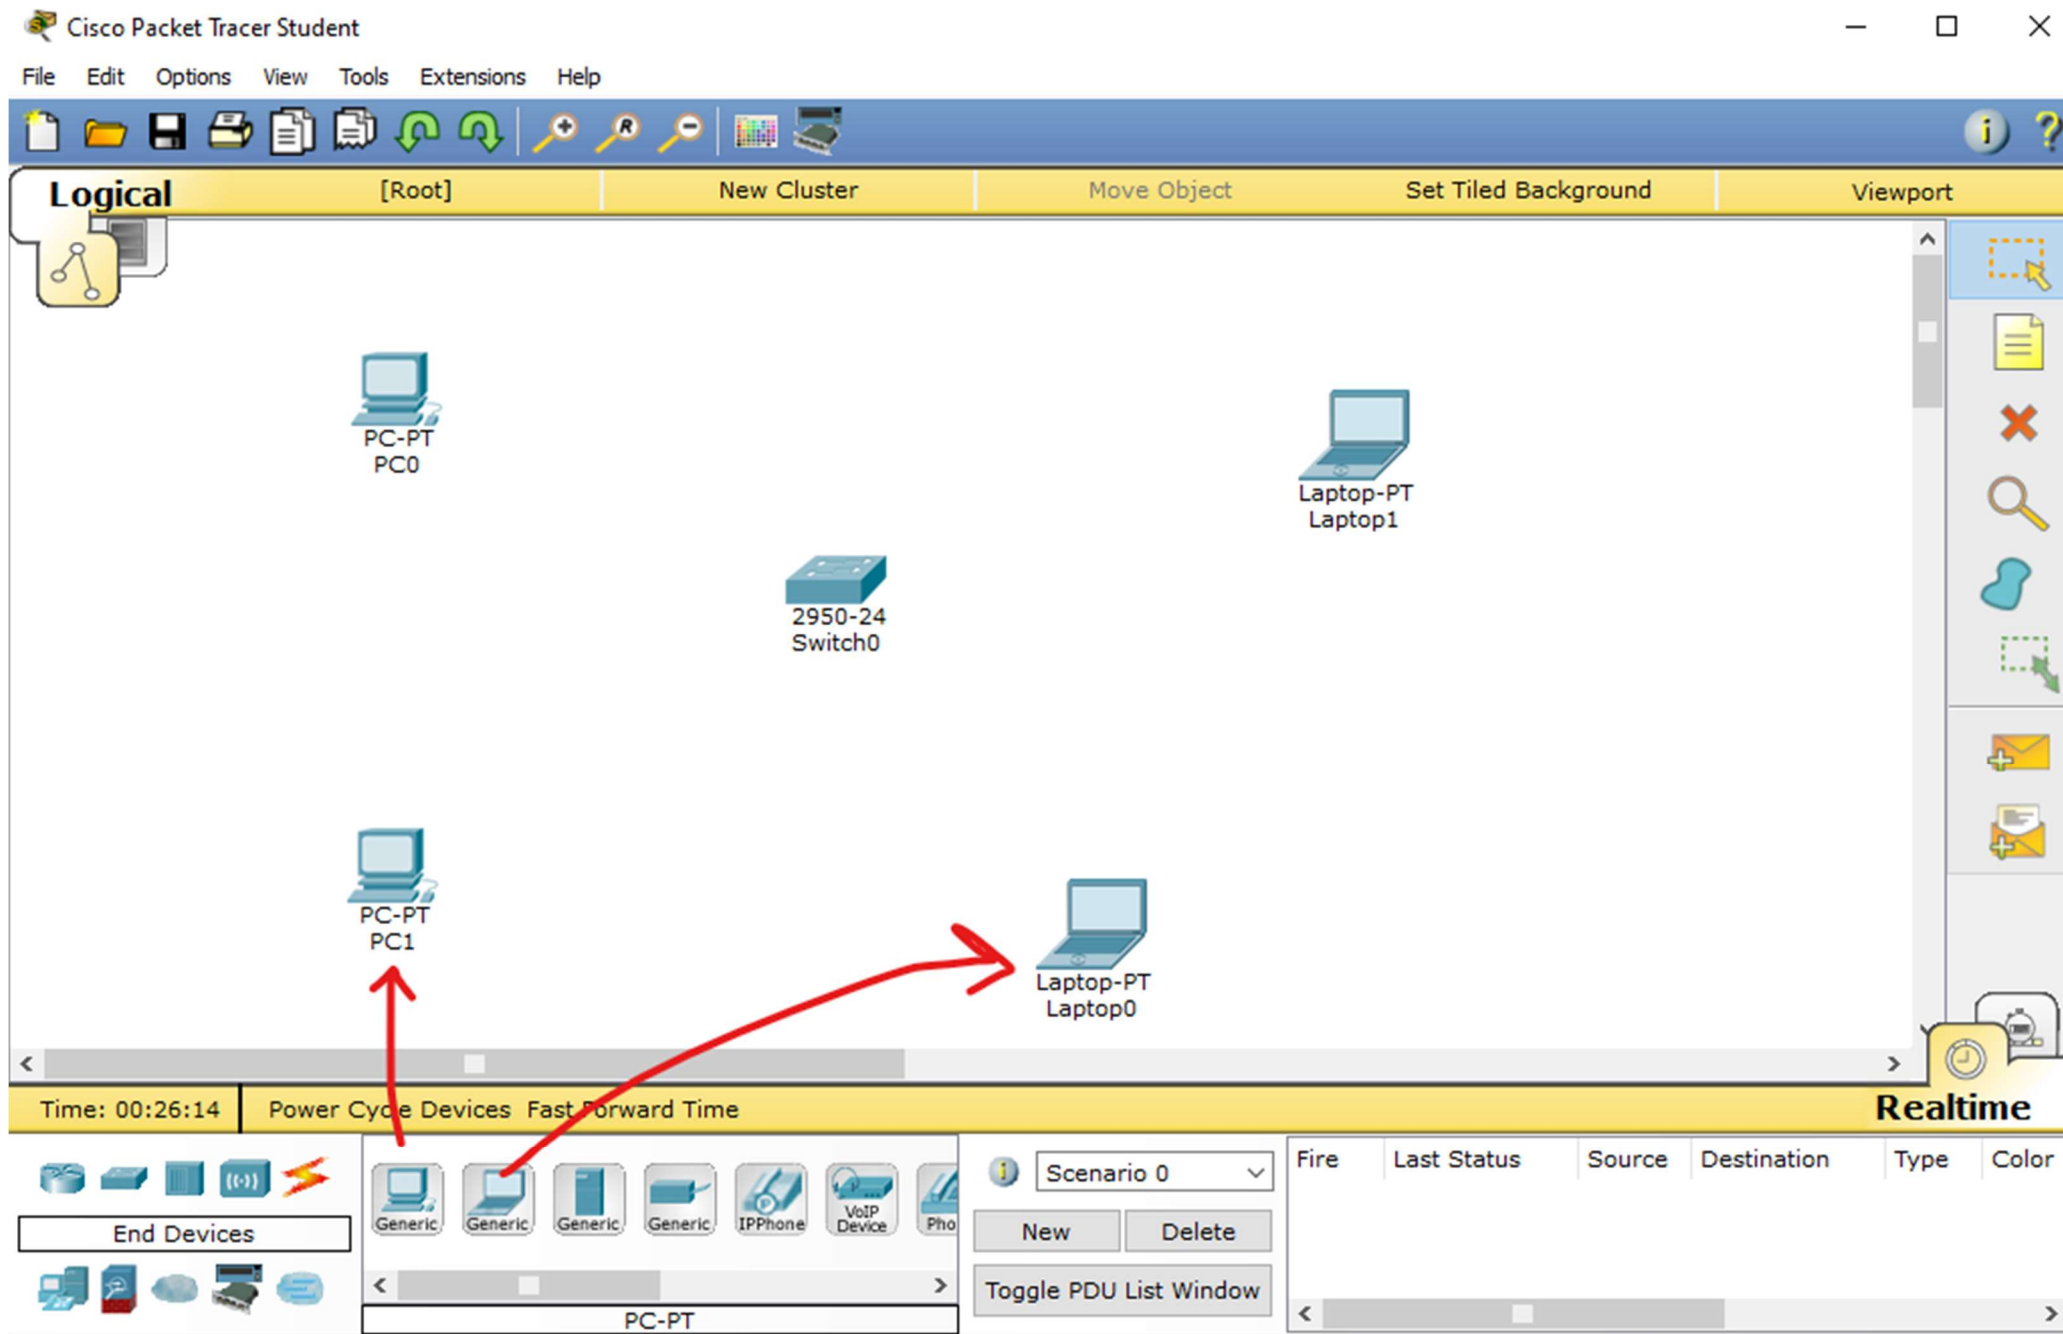 Cisco Packet Tracer Student
File Edit Options View Tools Extensions Help
Logical [Root] New Cluster Move Object Set Tiled Background Viewport
PC-PT
PC0
Laptop-PT
Laptop1
2950-24
Switch0
PC-PT
PC1
Laptop-PT
Laptop0
Time: 00:26:14 Power Cycle Devices Fast Forward Time Realtime
End Devices
Generic Generic Generic Generic IPPhone VoIP Device Pho
PC-PT
Scenario 0
New Delete
Toggle PDU List Window
Fire Last Status Source Destination Type Color